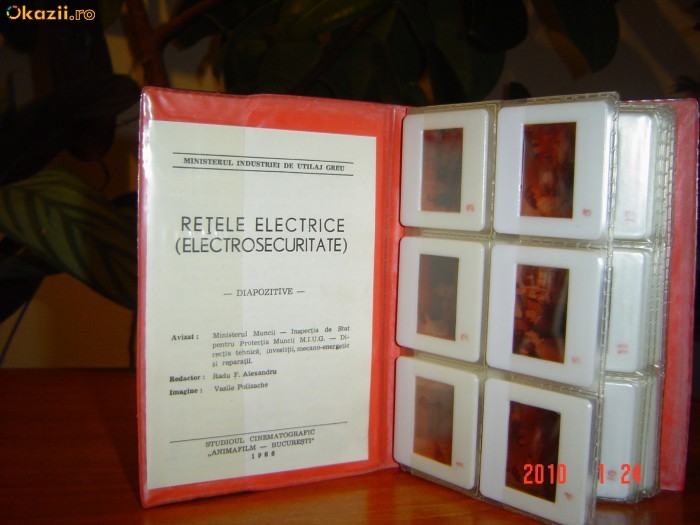 Okazii.ro
MINISTERUL INDUSTRIEI DE UTILAJ GREU
REȚELE ELECTRICE
(ELECTROSECURITATE)
— DIAPOZITIVE —
Avizat : Ministerul Muncii — Inspecția de Stat
pentru Protecția Muncii M.I.U.G. — Di-
recția tehnică, investiții, mecano-energetic
și reparații.
Redactor : Radu F. Alexandru
Imagine : Vasile Polizache
STUDIOUL CINEMATOGRAFIC
„ANIMAFILM — BUCUREȘTI"
2010 1 24